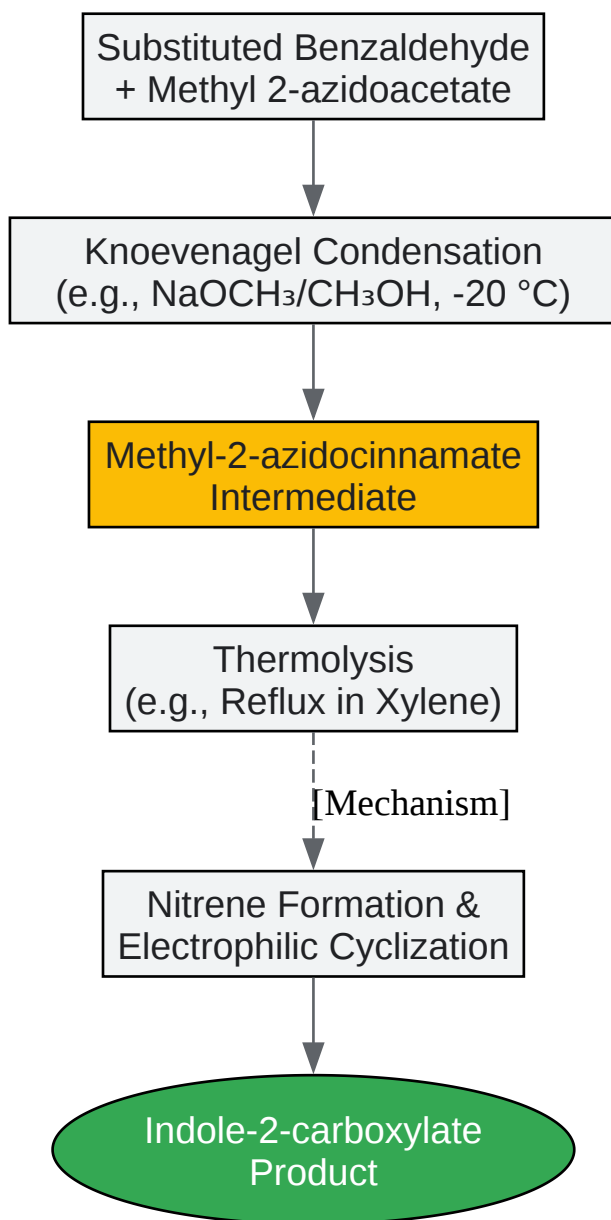 Substituted Benzaldehyde
+ Methyl 2-azidoacetate
Knoevenagel Condensation
(e.g., NaOCH₃/CH₃OH, -20 °C)
Methyl-2-azidocinnamate
Intermediate
Thermolysis
(e.g., Reflux in Xylene)
[Mechanism]
Nitrene Formation &
Electrophilic Cyclization
Indole-2-carboxylate
Product